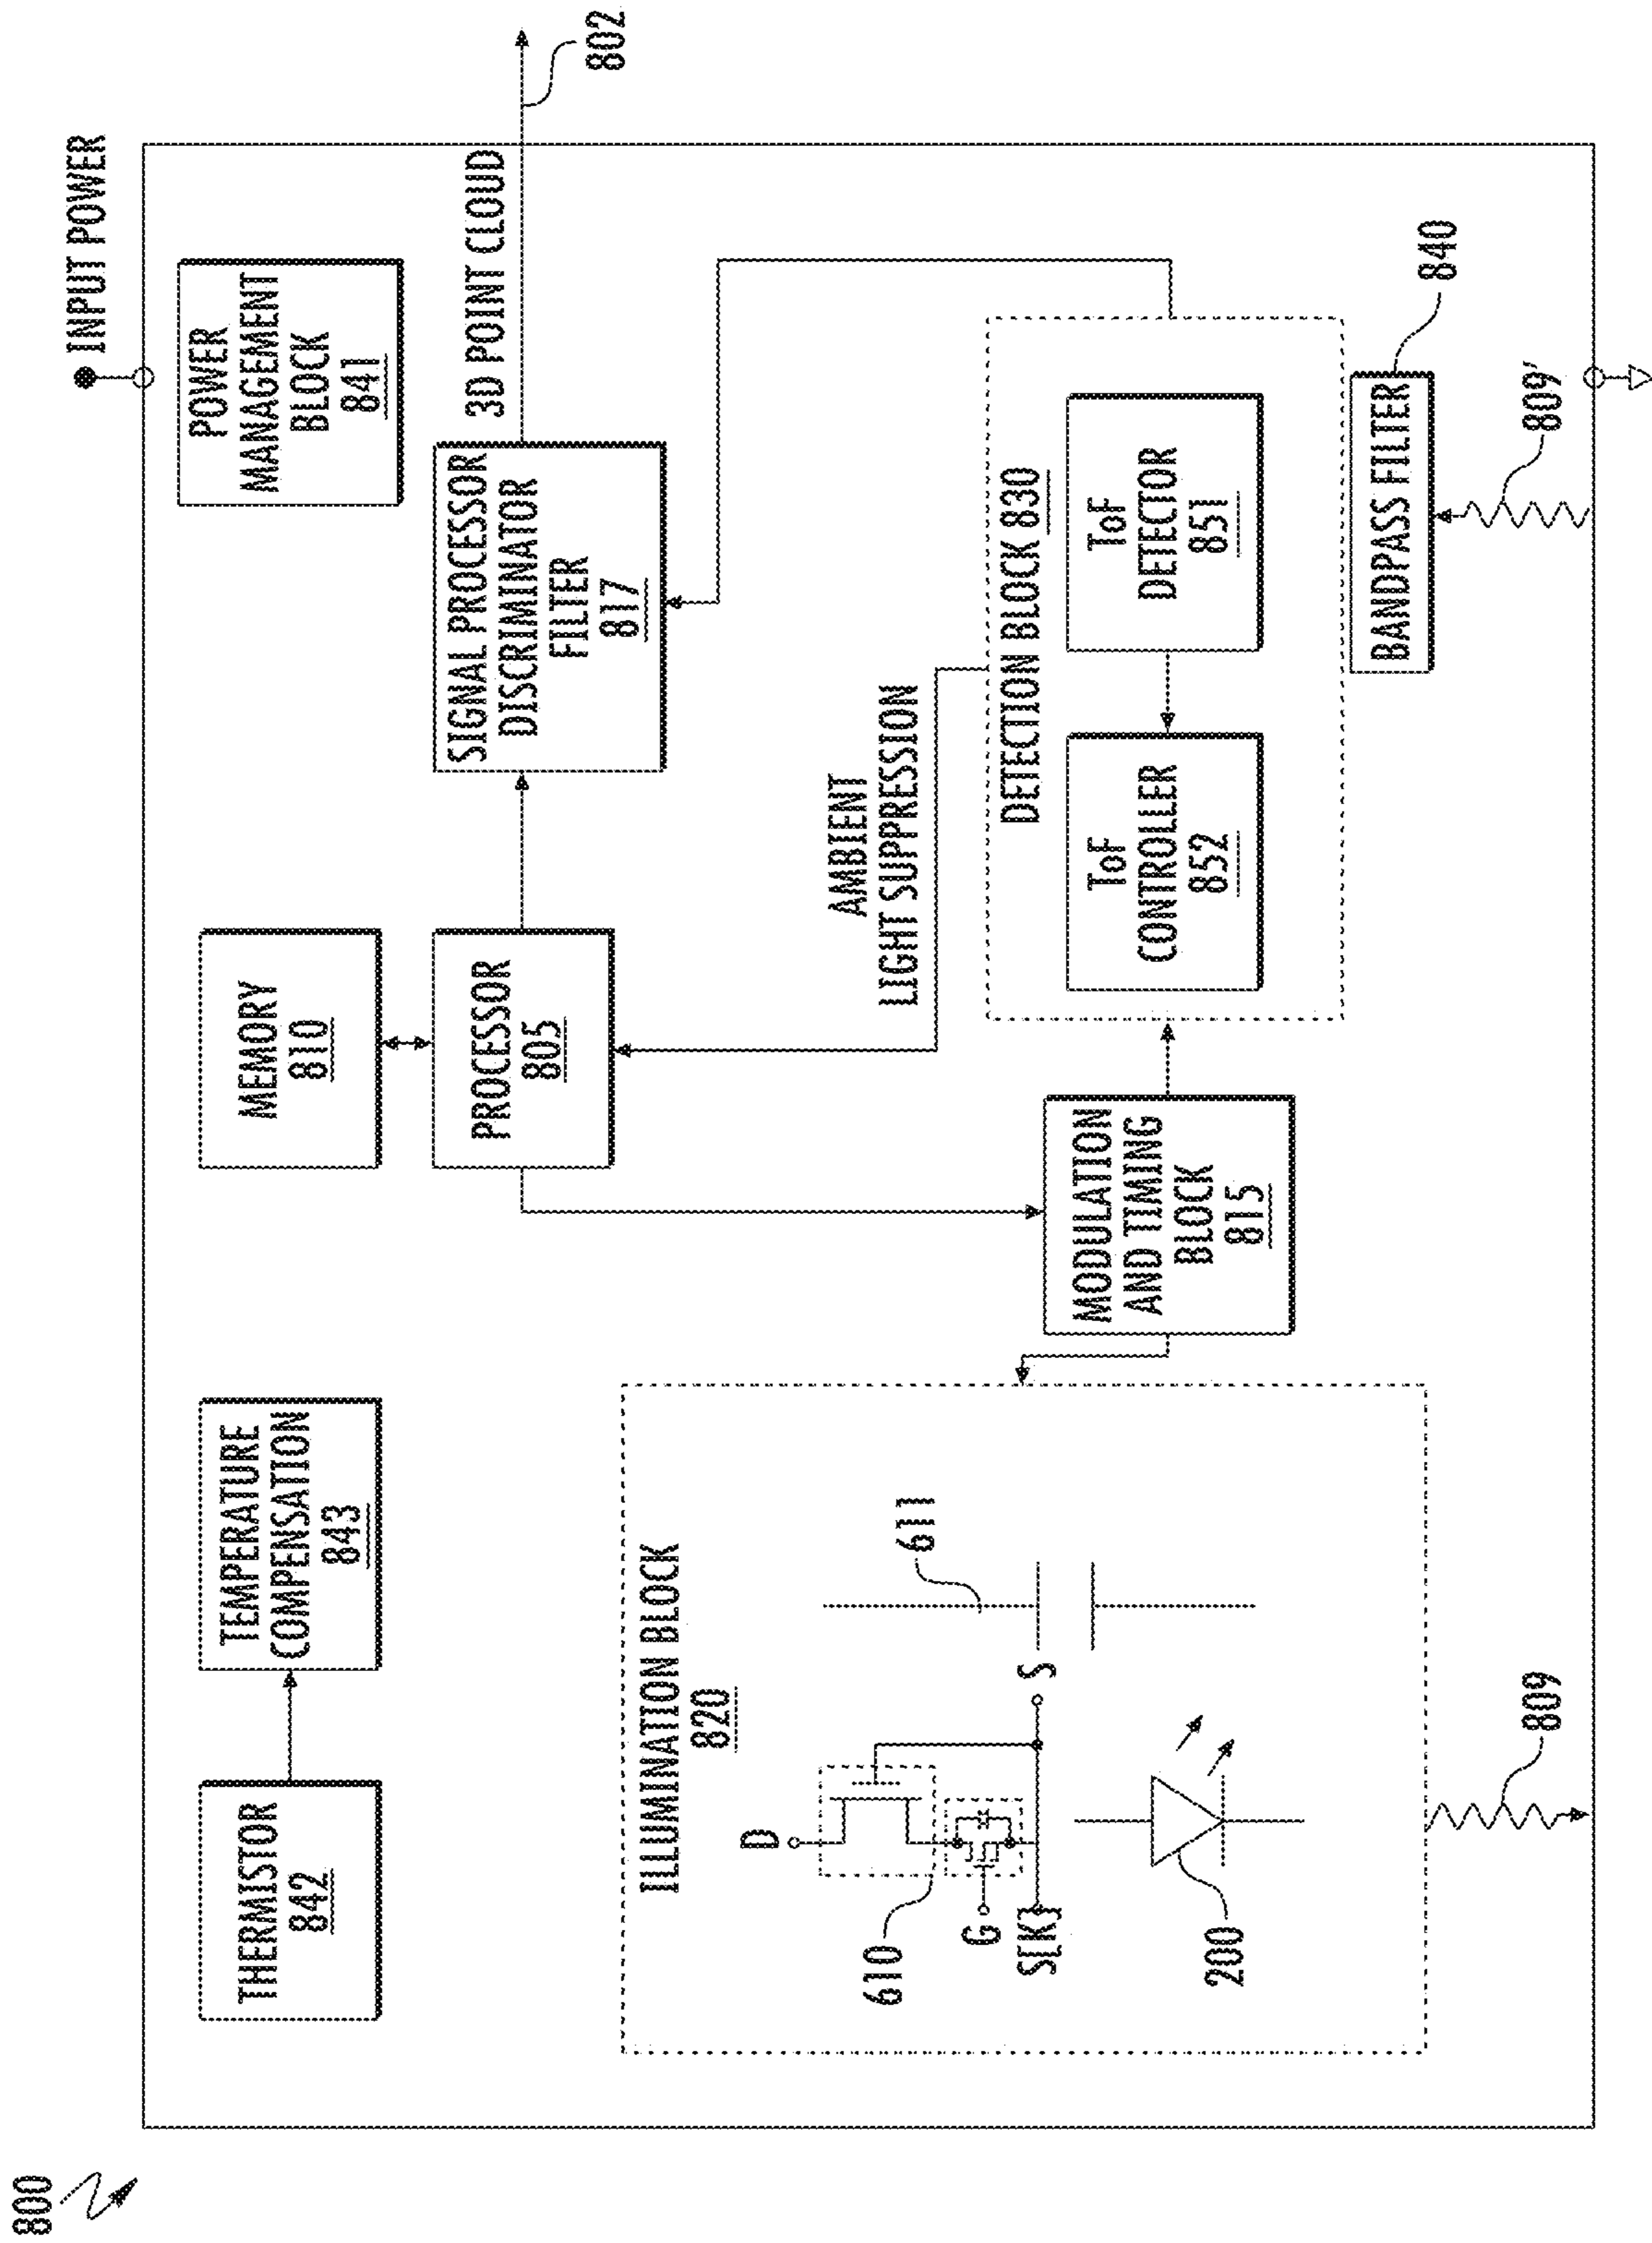 800
INPUT POWER
THERMISTOR
842
TEMPERATURE
COMPENSATION
843
MEMORY
810
POWER
MANAGEMENT
BLOCK
841
PROCESSOR
805
SIGNAL PROCESSOR
DISCRIMINATOR
FILTER
817
3D POINT CLOUD
802
ILLUMINATION BLOCK
820
D
610
G
S[K]
S
611
200
809
AMBIENT
LIGHT SUPPRESSION
MODULATION
AND TIMING
BLOCK
815
DETECTION BLOCK 830
ToF
CONTROLLER
852
ToF
DETECTOR
851
BANDPASS FILTER
840
809'